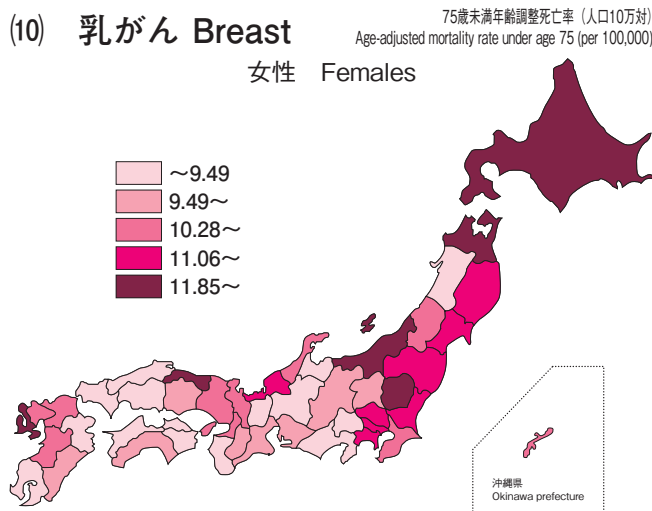 ⑽ 乳がん Breast
75歳未満年齢調整死亡率（人口10万対）
Age-adjusted mortality rate under age 75 (per 100,000)
女性 Females
〜9.49
9.49〜
10.28〜
11.06〜
11.85〜
沖縄県
Okinawa prefecture